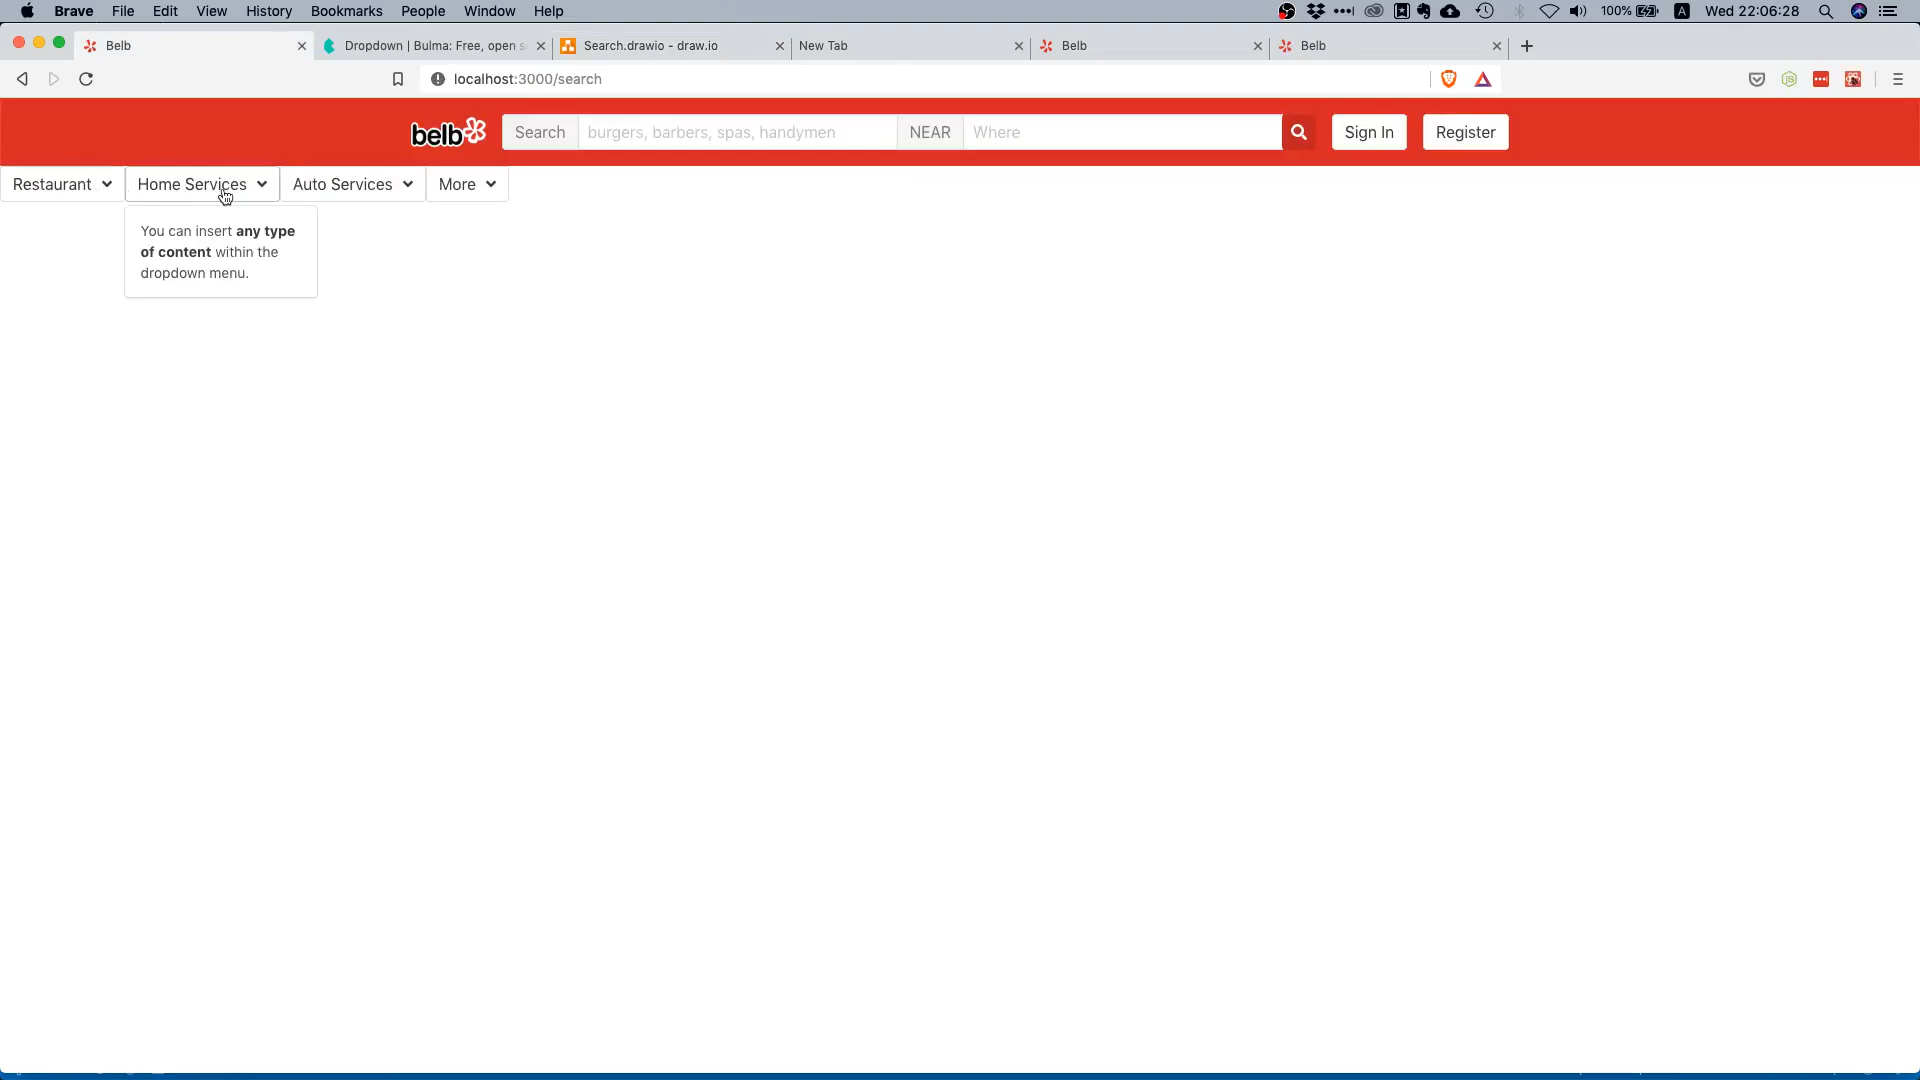 Brave File Edit View History Bookmarks People Window Help 100% A Wed 22:06:28
Belb Dropdown | Bulma: Free, open s Search.drawio - draw.io New Tab Belb Belb
localhost:3000/search
belb Search burgers, barbers, spas, handymen NEAR Where Sign In Register
Restaurant Home Services Auto Services More
You can insert any type
of content within the
dropdown menu.